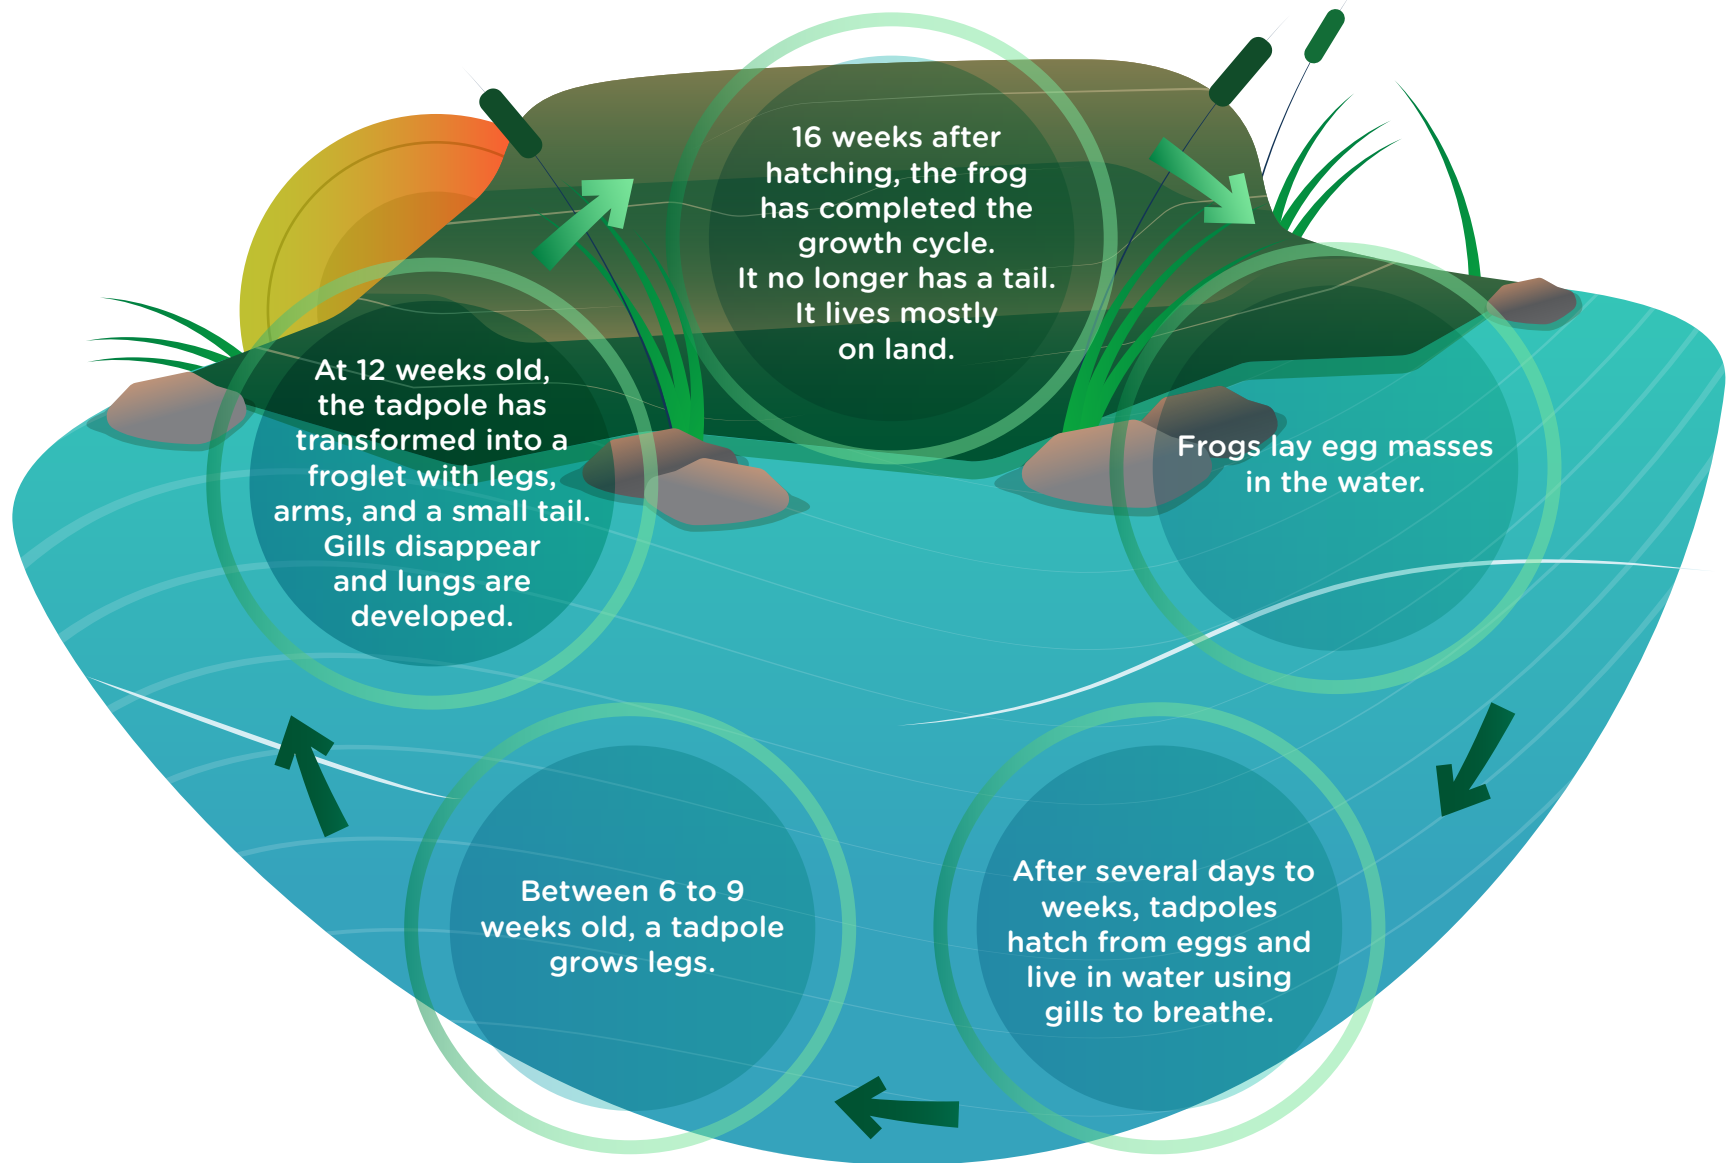 16 weeks after
hatching, the frog
has completed the
growth cycle.
It no longer has a tail.
It lives mostly
on land.
Frogs lay egg masses
in the water.
After several days to
weeks, tadpoles
hatch from eggs and
live in water using
gills to breathe.
Between 6 to 9
weeks old, a tadpole
grows legs.
At 12 weeks old,
the tadpole has
transformed into a
froglet with legs,
arms, and a small tail.
Gills disappear
and lungs are
developed.